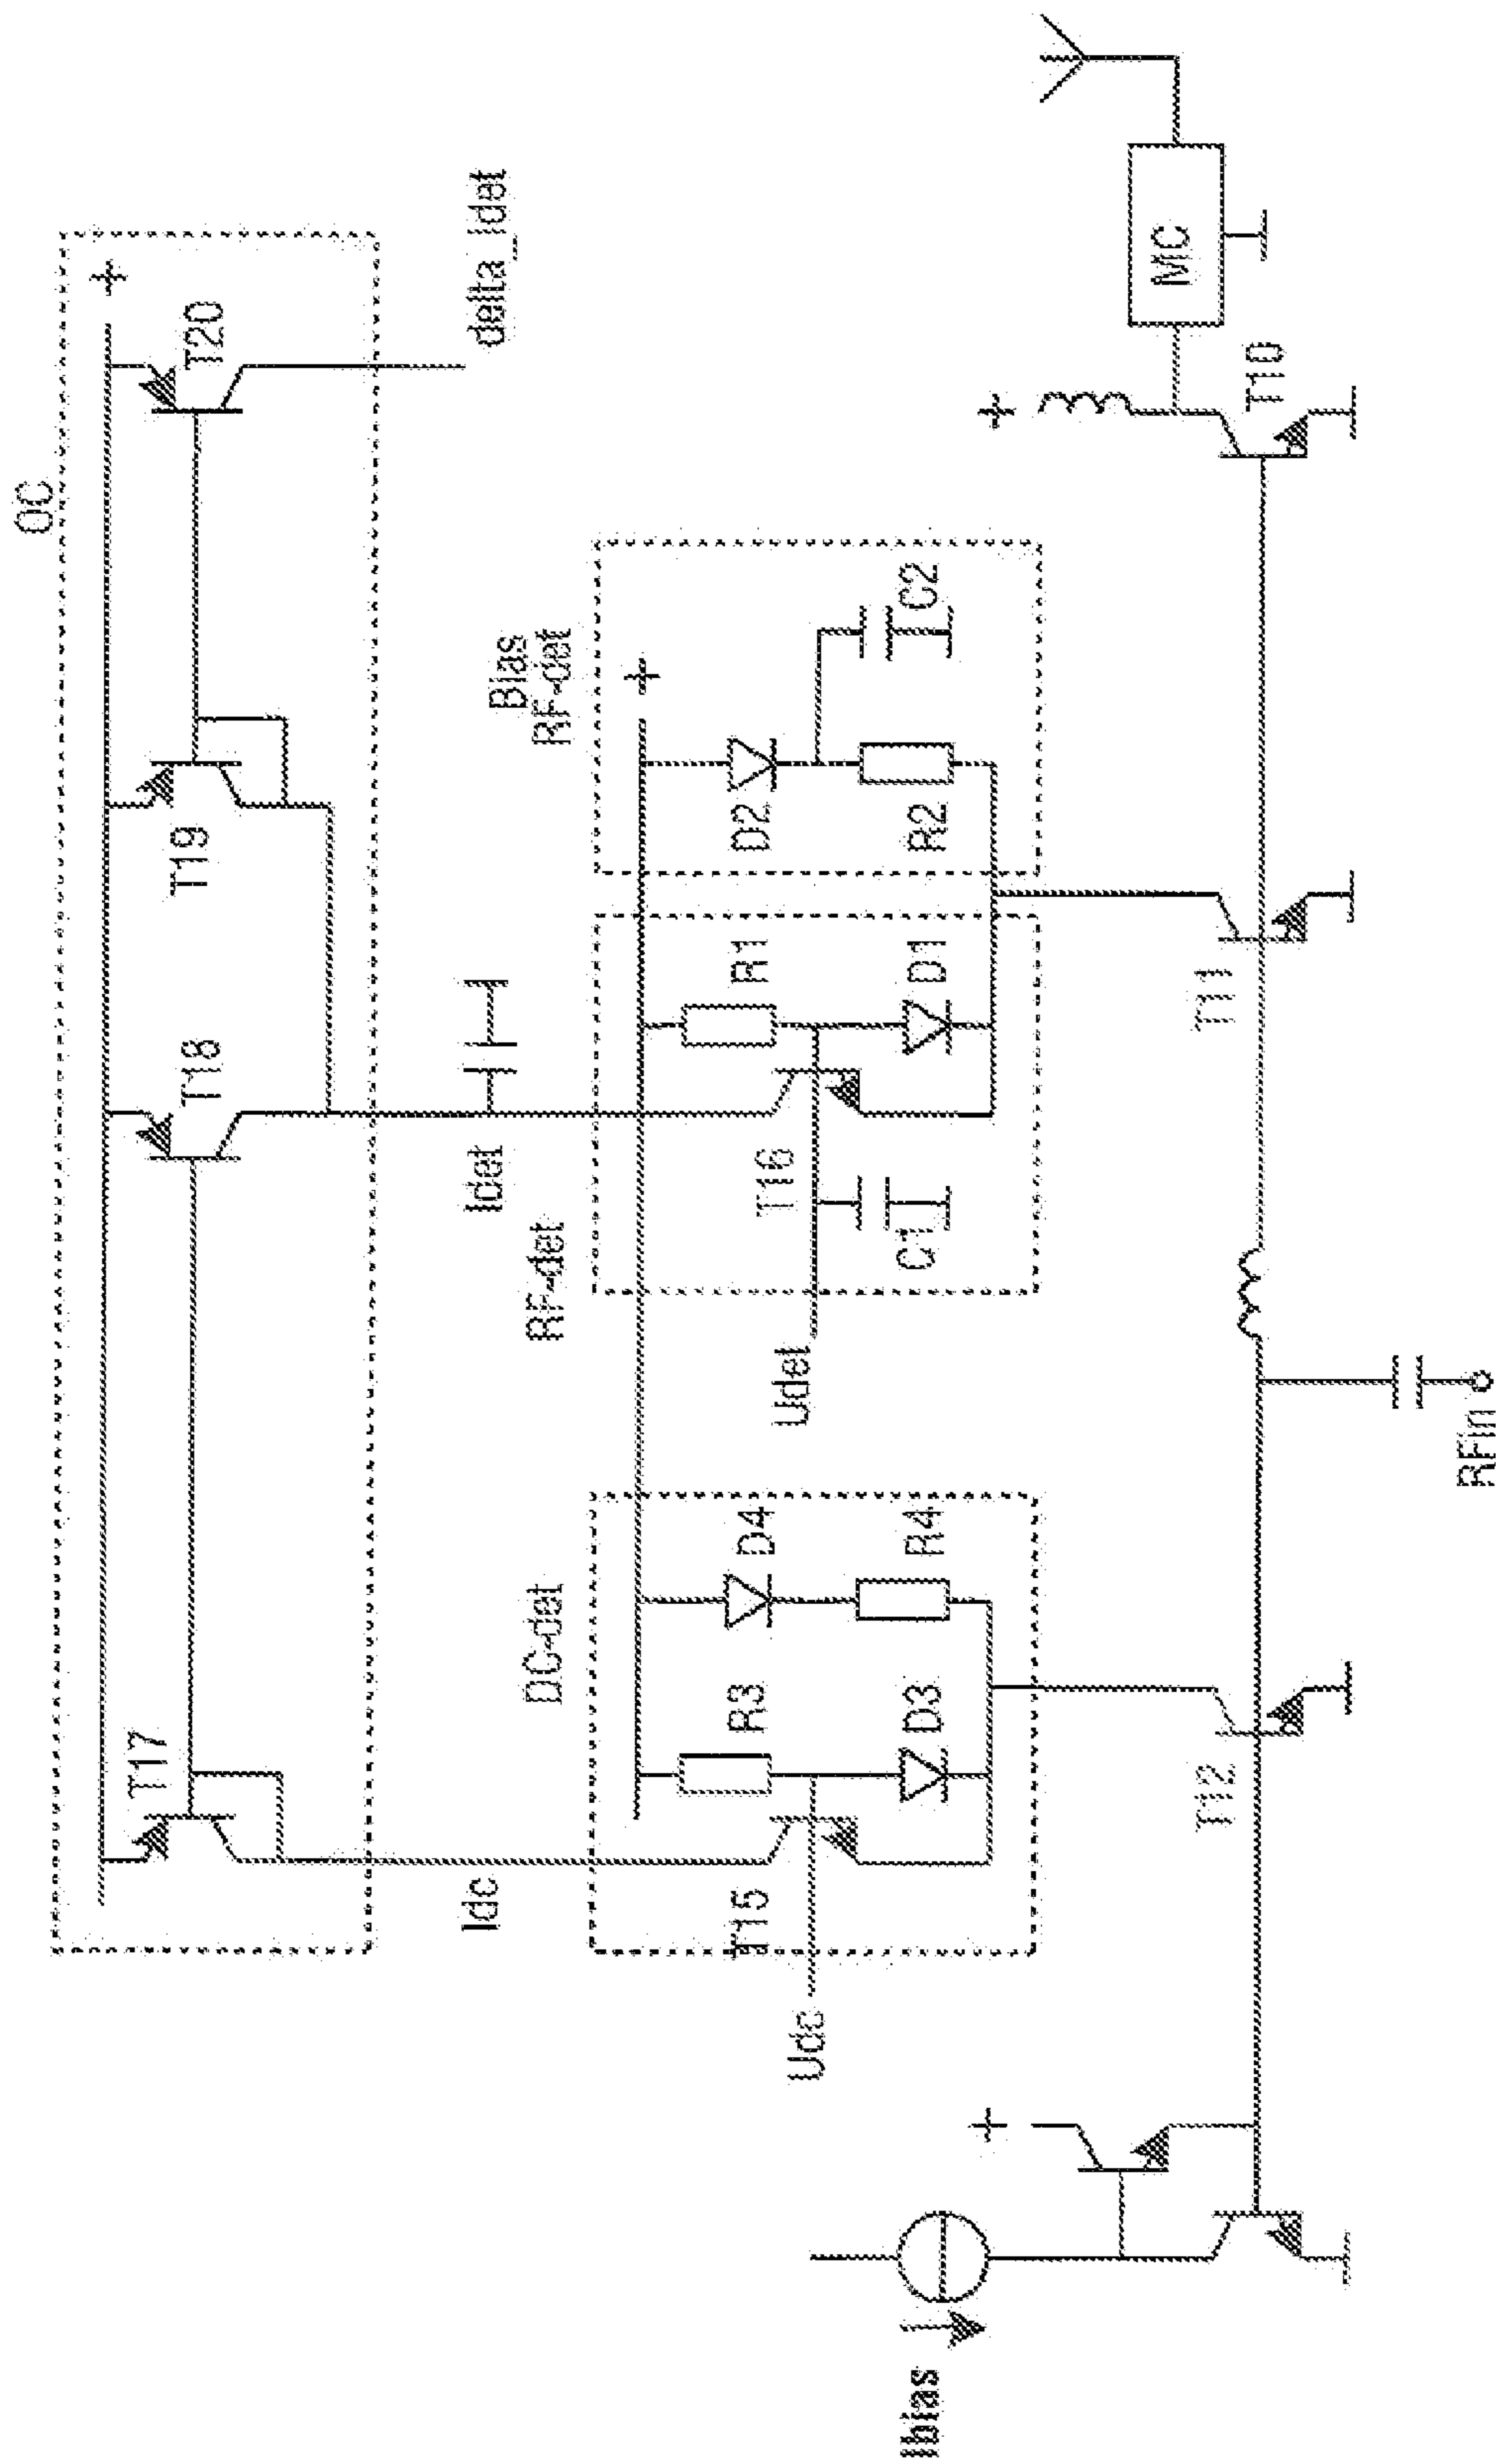 OC
T17
T18
T19
T20
delta_Idet
Idc
Idet
DC-det
RF-det
Bias
RF-det
R3
D4
R1
D2
C2
T15
Udc
D3
R4
Udet
T16
C1
D1
R2
Ibias
T12
T11
T10
MC
RFin